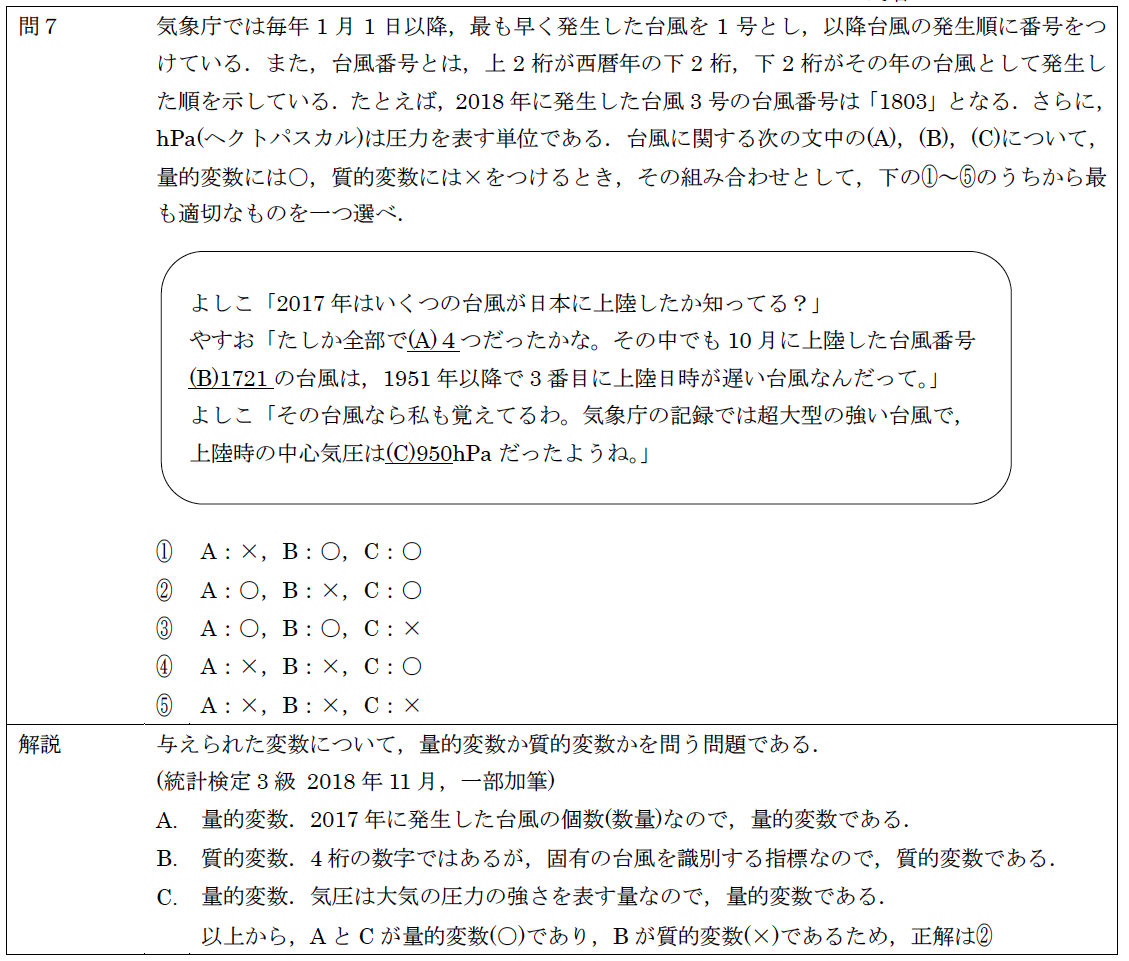 問７
気象庁では毎年 1 月 1 日以降，最も早く発生した台風を 1 号とし，以降台風の発生順に番号をつ
けている．また，台風番号とは，上 2 桁が西暦年の下 2 桁，下 2 桁がその年の台風として発生し
た順を示している．たとえば，2018 年に発生した台風 3 号の台風番号は「1803」となる．さらに，
hPa(ヘクトパスカル)は圧力を表す単位である．台風に関する次の文中の(A)，(B)，(C)について，
量的変数には〇，質的変数には×をつけるとき，その組み合わせとして，下の①～⑤のうちから最
も適切なものを一つ選べ．
よしこ「2017 年はいくつの台風が日本に上陸したか知ってる？」
やすお「たしか全部で(A)４つだったかな。その中でも 10 月に上陸した台風番号
(B)1721 の台風は，1951 年以降で 3 番目に上陸日時が遅い台風なんだって。」
よしこ「その台風なら私も覚えてるわ。気象庁の記録では超大型の強い台風で，
上陸時の中心気圧は(C)950hPa だったようね。」
① A：×，B：〇，C：〇
② A：〇，B：×，C：〇
③ A：〇，B：〇，C：×
④ A：×，B：×，C：〇
⑤ A：×，B：×，C：×
解説
与えられた変数について，量的変数か質的変数かを問う問題である．
(統計検定 3 級 2018 年 11 月，一部加筆)
A. 量的変数．2017 年に発生した台風の個数(数量)なので，量的変数である．
B. 質的変数．4 桁の数字ではあるが，固有の台風を識別する指標なので，質的変数である．
C. 量的変数．気圧は大気の圧力の強さを表す量なので，量的変数である．
以上から，A と C が量的変数(〇)であり，B が質的変数(×)であるため，正解は②